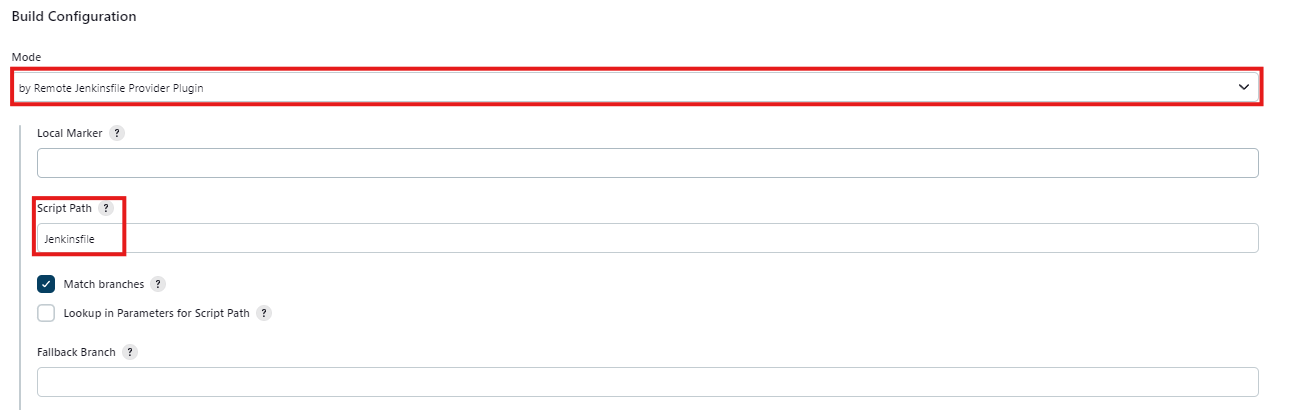 Build Configuration
Mode
by Remote Jenkinsfile Provider Plugin
Local Marker ?
Script Path ?
Jenkinsfile
Match branches ?
Lookup in Parameters for Script Path ?
Fallback Branch ?